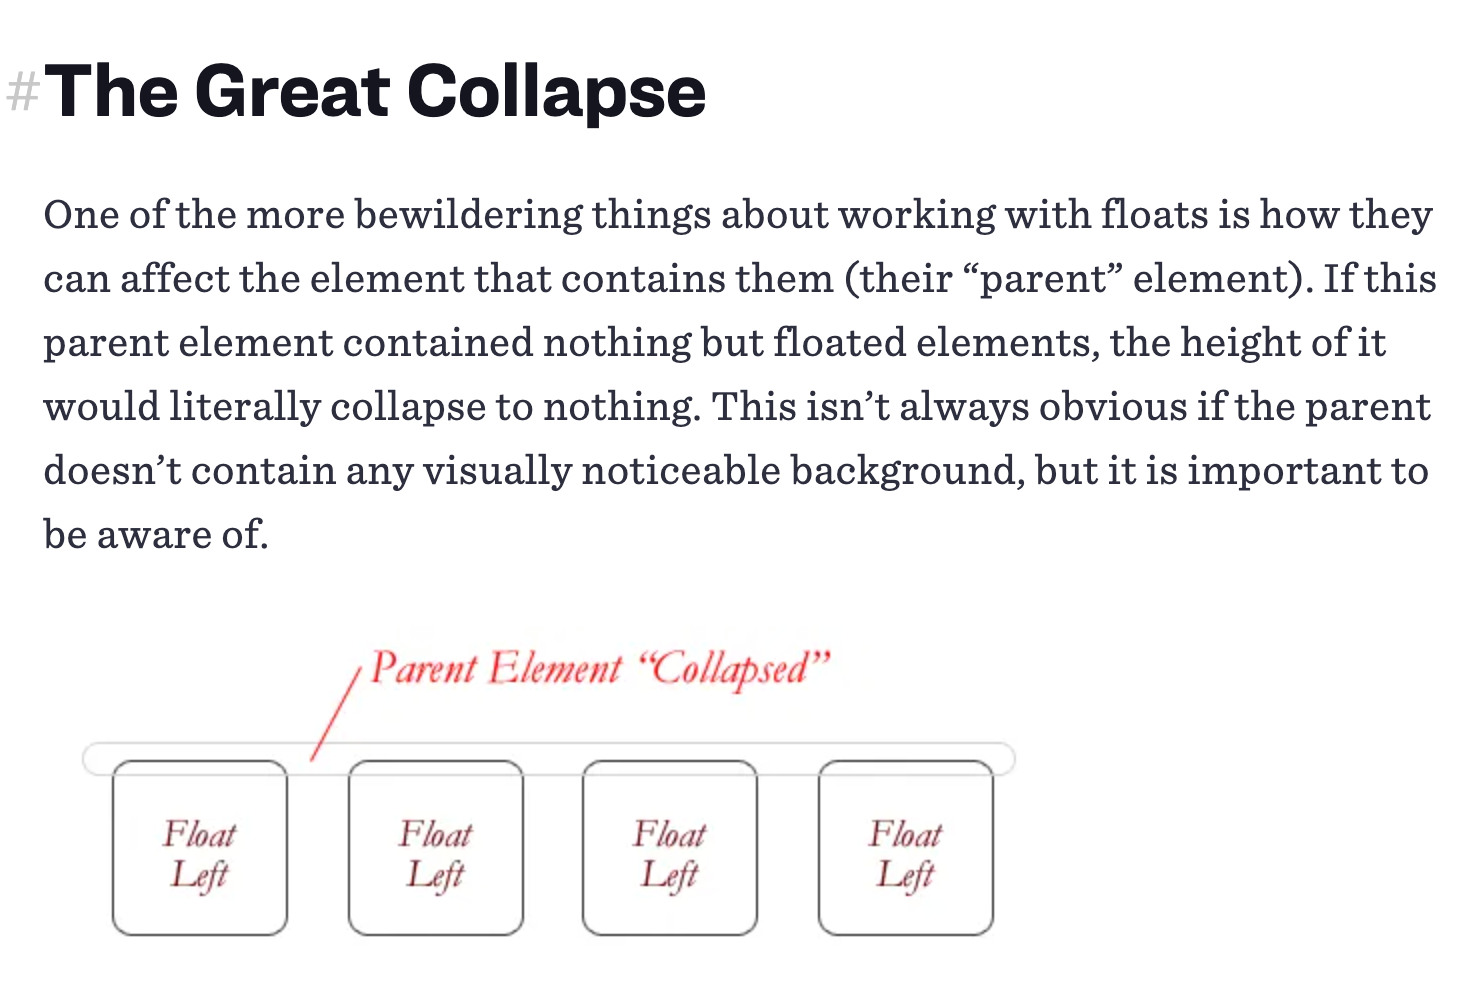 #The Great Collapse
One of the more bewildering things about working with floats is how they
can affect the element that contains them (their “parent” element). If this
parent element contained nothing but floated elements, the height of it
would literally collapse to nothing. This isn’t always obvious if the parent
doesn’t contain any visually noticeable background, but it is important to
be aware of.
Parent Element “Collapsed”
Float
Left
Float
Left
Float
Left
Float
Left